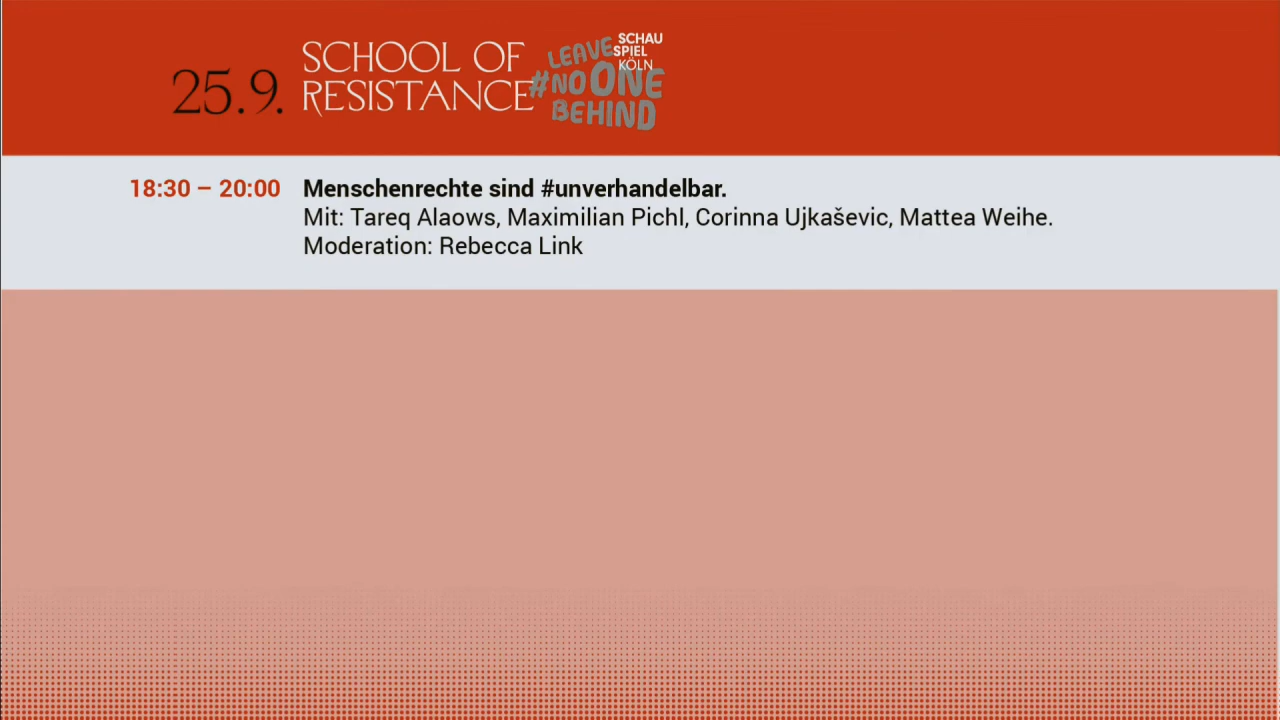 25.9.
SCHOOL OF
RESISTANCE
LEAVE
#NO ONE
BEHIND
SCHAU
SPIEL
KÖLN
18:30 – 20:00
Menschenrechte sind #unverhandelbar.
Mit: Tareq Alaows, Maximilian Pichl, Corinna Ujkaševic, Mattea Weihe.
Moderation: Rebecca Link